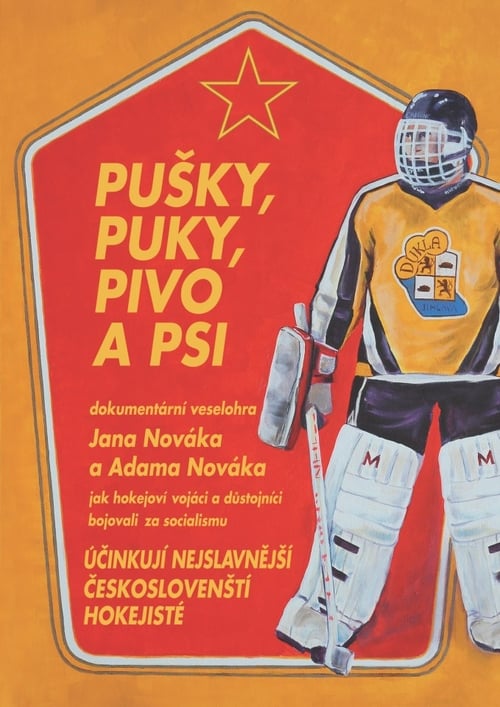 PUŠKY,
PUKY,
PIVO
A PSI
dokumentární veselohra
Jana Nováka
a Adama Nováka
jak hokejoví vojáci a důstojníci
bojovali za socialismu
ÚČINKUJÍ NEJSLAVNĚJŠÍ
ČESKOSLOVENŠTÍ
HOKEJISTÉ
DUKLA
JIHLAVA
M M